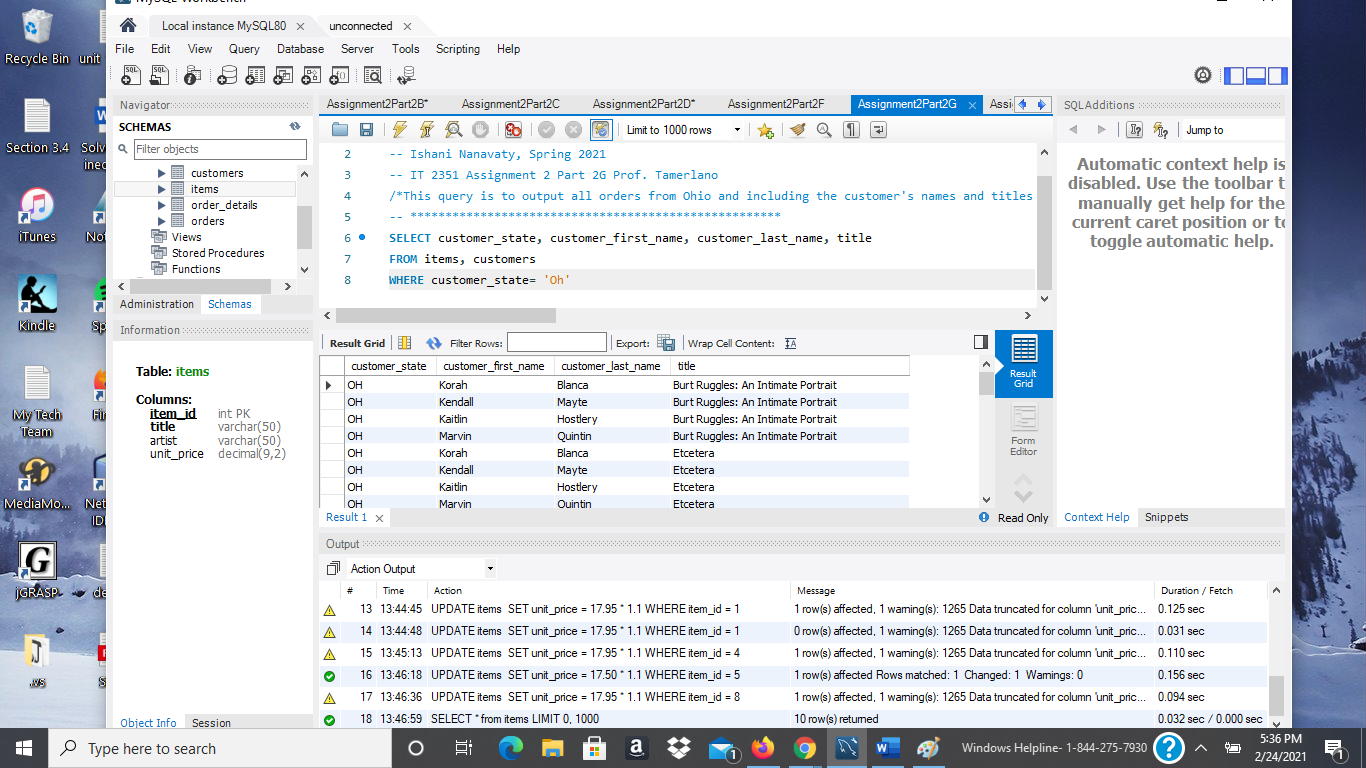 MySQL Workbench
Local instance MySQL80
unconnected
File Edit View Query Database Server Tools Scripting Help
Navigator
SCHEMAS
Filter objects
customers
items
order_details
orders
Views
Stored Procedures
Functions
Administration Schemas
Information
Table: items
Columns:
item_id int PK
title varchar(50)
artist varchar(50)
unit_price decimal(9,2)
Object Info Session
Assignment2Part2B* Assignment2Part2C Assignment2Part2D* Assignment2Part2F Assignment2Part2G Assi
Limit to 1000 rows
2 -- Ishani Nanavaty, Spring 2021
3 -- IT 2351 Assignment 2 Part 2G Prof. Tamerlano
4 /*This query is to output all orders from Ohio and including the customer's names and titles
5 -- *****************************************************
6 SELECT customer_state, customer_first_name, customer_last_name, title
7 FROM items, customers
8 WHERE customer_state= 'Oh'
Result Grid Filter Rows: Export: Wrap Cell Content:
customer_state customer_first_name customer_last_name title
OH Korah Blanca Burt Ruggles: An Intimate Portrait
OH Kendall Mayte Burt Ruggles: An Intimate Portrait
OH Kaitlin Hostlery Burt Ruggles: An Intimate Portrait
OH Marvin Quintin Burt Ruggles: An Intimate Portrait
OH Korah Blanca Etcetera
OH Kendall Mayte Etcetera
OH Kaitlin Hostlery Etcetera
OH Marvin Quintin Etcetera
Result Grid
Form Editor
Result 1
Read Only
SQLAdditions
Jump to
Automatic context help is
disabled. Use the toolbar t
manually get help for the
current caret position or to
toggle automatic help.
Context Help Snippets
Output
Action Output
# Time Action Message Duration / Fetch
13 13:44:45 UPDATE items SET unit_price = 17.95 * 1.1 WHERE item_id = 1 1 row(s) affected, 1 warning(s): 1265 Data truncated for column 'unit_pric... 0.125 sec
14 13:44:48 UPDATE items SET unit_price = 17.95 * 1.1 WHERE item_id = 1 0 row(s) affected, 1 warning(s): 1265 Data truncated for column 'unit_pric... 0.031 sec
15 13:45:13 UPDATE items SET unit_price = 17.95 * 1.1 WHERE item_id = 4 1 row(s) affected, 1 warning(s): 1265 Data truncated for column 'unit_pric... 0.110 sec
16 13:46:18 UPDATE items SET unit_price = 17.50 * 1.1 WHERE item_id = 5 1 row(s) affected Rows matched: 1 Changed: 1 Warnings: 0 0.156 sec
17 13:46:36 UPDATE items SET unit_price = 17.95 * 1.1 WHERE item_id = 8 1 row(s) affected, 1 warning(s): 1265 Data truncated for column 'unit_pric... 0.094 sec
18 13:46:59 SELECT * from items LIMIT 0, 1000 10 row(s) returned 0.032 sec / 0.000 sec
Recycle Bin
unit
Section 3.4
Solv
ineq
iTunes
Not
Kindle
Sp
My Tech
Team
Fir
MediaMo...
Net
ID
jGRASP
de
.vs
S
Type here to search
Windows Helpline- 1-844-275-7930
5:36 PM
2/24/2021